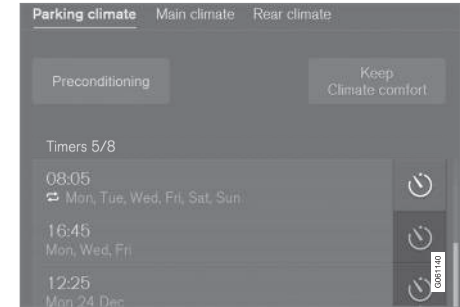 Parking climate Main climate Rear climate
Preconditioning
Keep
Climate comfort
Timers 5/8
08:05
Mon, Tue, Wed, Fri, Sat, Sun
16:45
Mon, Wed, Fri
12:25
Mon 24 Dec
G061140